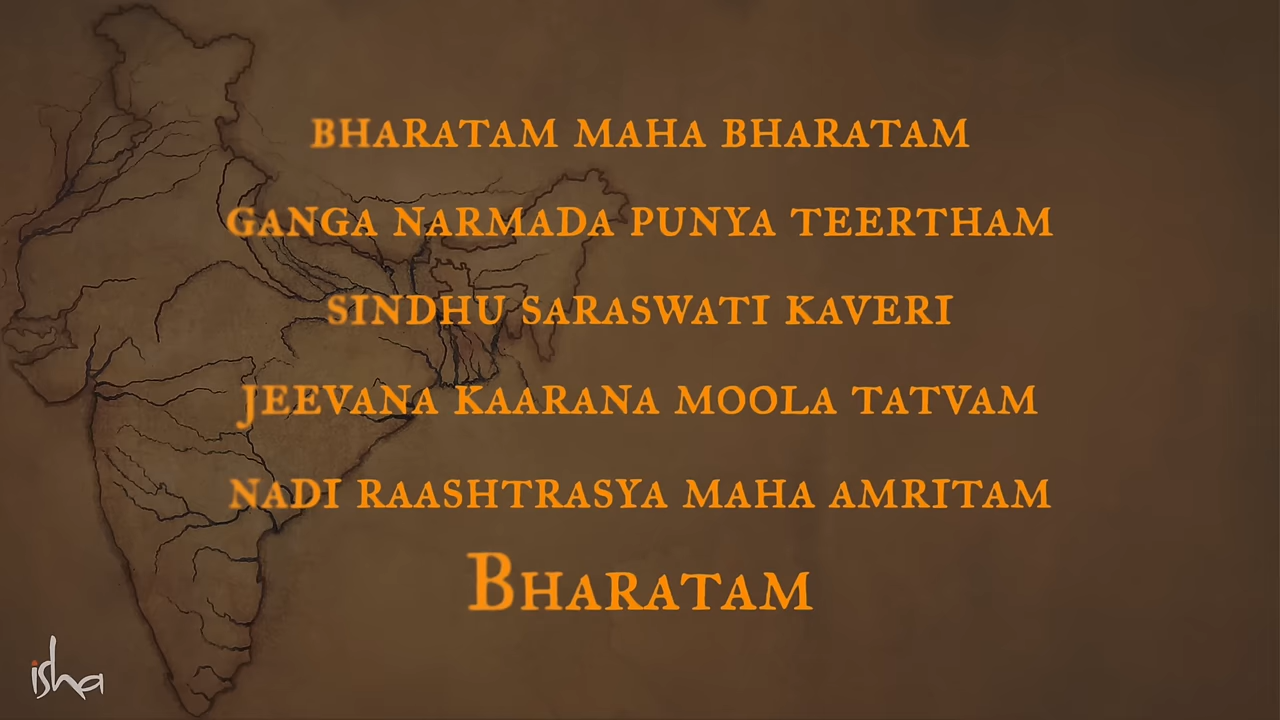 BHARATAM MAHA BHARATAM
GANGA NARMADA PUNYA TEERTHAM
SINDHU SARASWATI KAVERI
JEEVANA KAARANA MOOLA TATVAM
NADI RAASHTRASYA MAHA AMRITAM
BHARATAM
isha